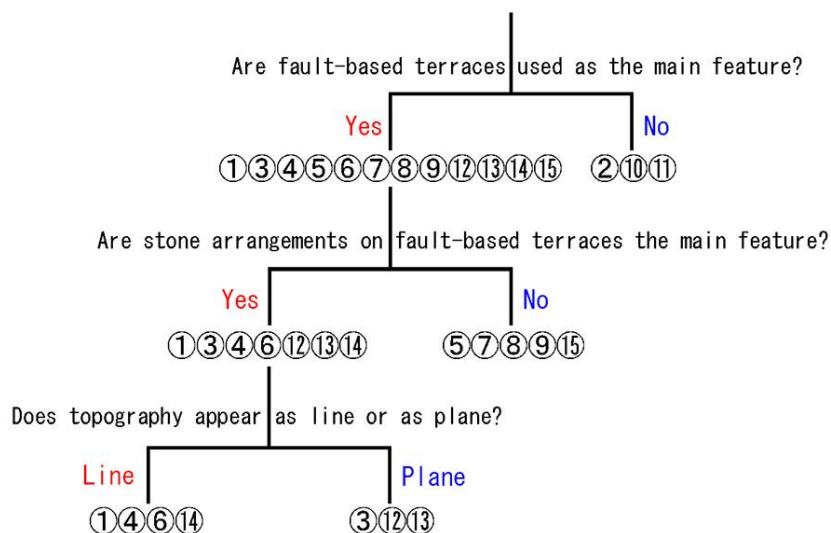 Are fault-based terraces used as the main feature?
Yes No
①③④⑤⑥⑦⑧⑨⑫⑬⑭⑮ ②⑩⑪
Are stone arrangements on fault-based terraces the main feature?
Yes No
①③④⑥⑫⑬⑭ ⑤⑦⑧⑨⑮
Does topography appear as line or as plane?
Line Plane
①④⑥⑭ ③⑫⑬